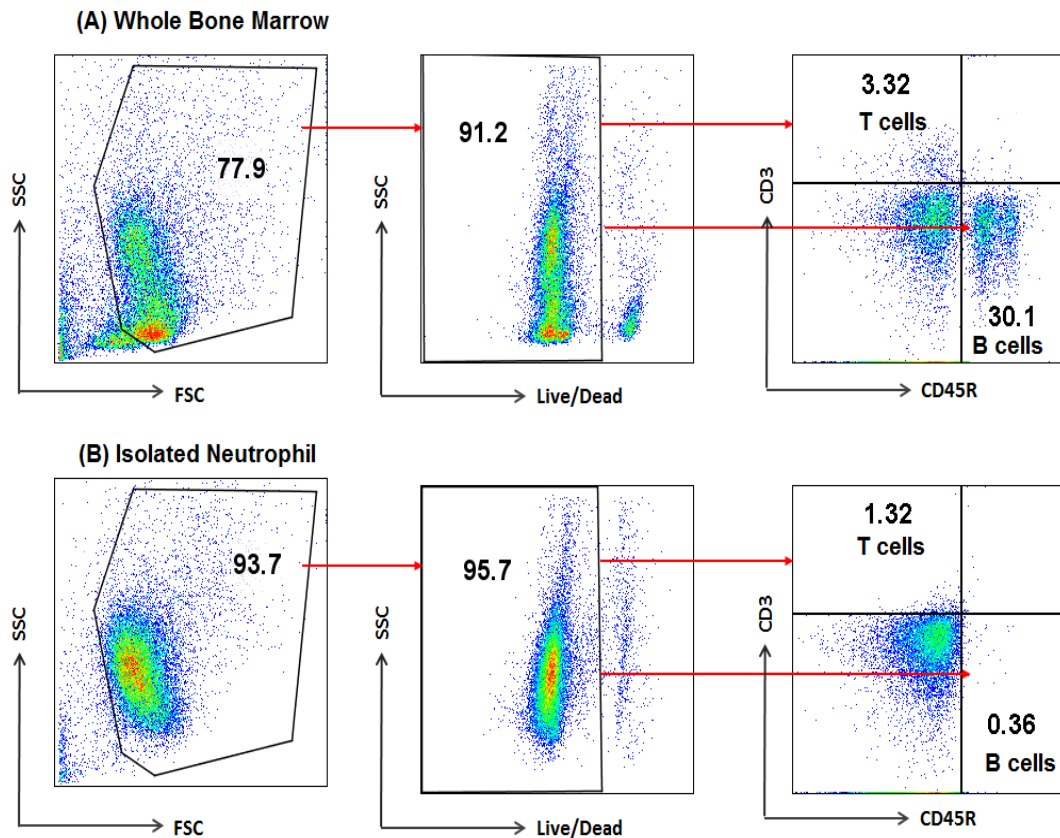 (A) Whole Bone Marrow
SSC
77.9
FSC
SSC
91.2
Live/Dead
CD3
3.32
T cells
30.1
B cells
CD45R
(B) Isolated Neutrophil
SSC
93.7
FSC
SSC
95.7
Live/Dead
CD3
1.32
T cells
0.36
B cells
CD45R